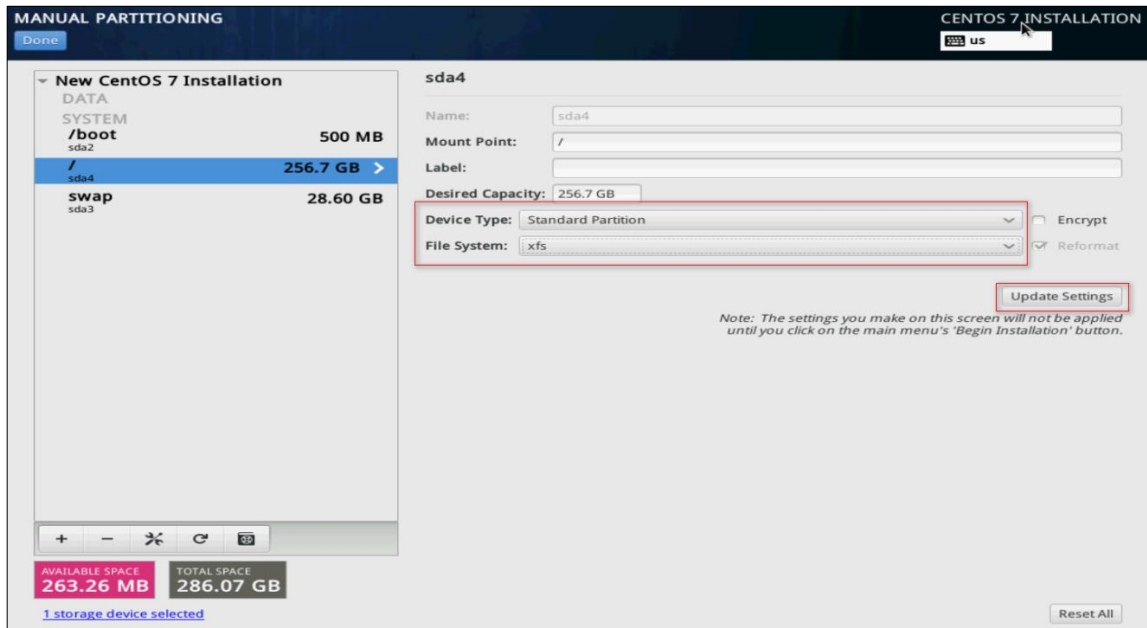 MANUAL PARTITIONING
CENTOS 7 INSTALLATION
Done
us
New CentOS 7 Installation
DATA
SYSTEM
/boot
500 MB
sda2
/
256.7 GB
sda4
swap
28.60 GB
sda3
sda4
Name: sda4
Mount Point: /
Label:
Desired Capacity: 256.7 GB
Device Type: Standard Partition
Encrypt
File System: xfs
Reformat
Update Settings
Note: The settings you make on this screen will not be applied
until you click on the main menu's 'Begin Installation' button.
+ −
AVAILABLE SPACE
263.26 MB
TOTAL SPACE
286.07 GB
1 storage device selected
Reset All